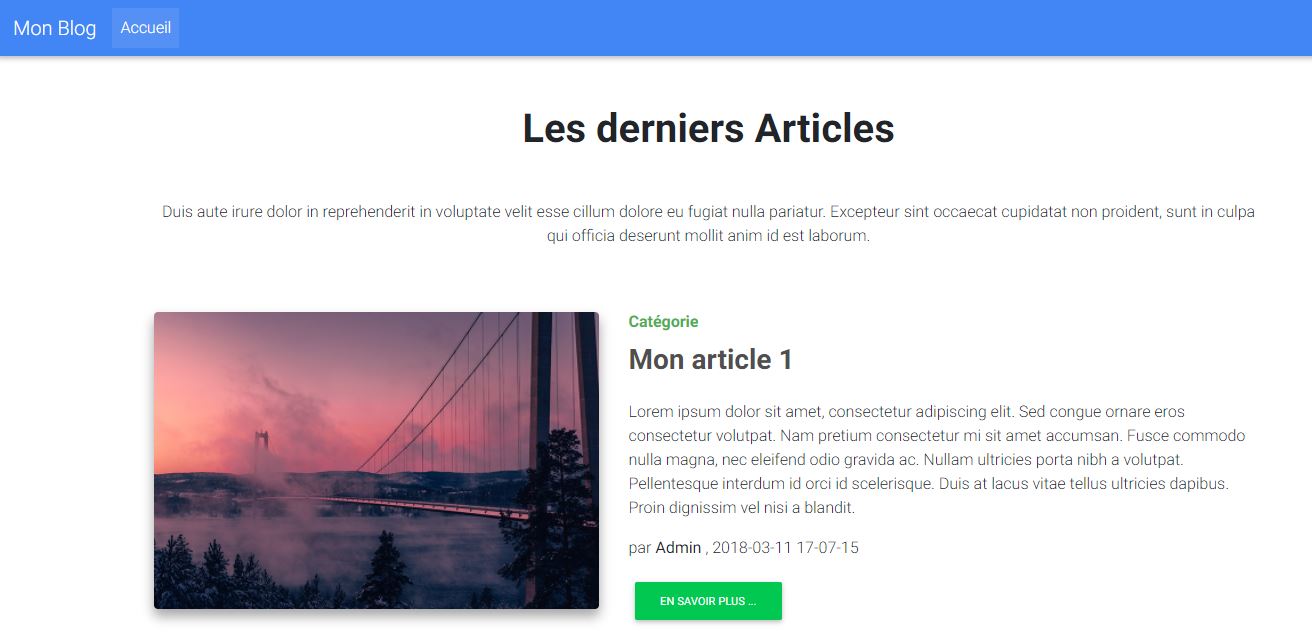 Mon Blog
Accueil
Les derniers Articles
Duis aute irure dolor in reprehenderit in voluptate velit esse cillum dolore eu fugiat nulla pariatur. Excepteur sint occaecat cupidatat non proident, sunt in culpa
qui officia deserunt mollit anim id est laborum.
Catégorie
Mon article 1
Lorem ipsum dolor sit amet, consectetur adipiscing elit. Sed congue ornare eros
consectetur volutpat. Nam pretium consectetur mi sit amet accumsan. Fusce commodo
nulla magna, nec eleifend odio gravida ac. Nullam ultricies porta nibh a volutpat.
Pellentesque interdum id orci id scelerisque. Duis at lacus vitae tellus ultricies dapibus.
Proin dignissim vel nisi a blandit.
par Admin , 2018-03-11 17-07-15
EN SAVOIR PLUS ...